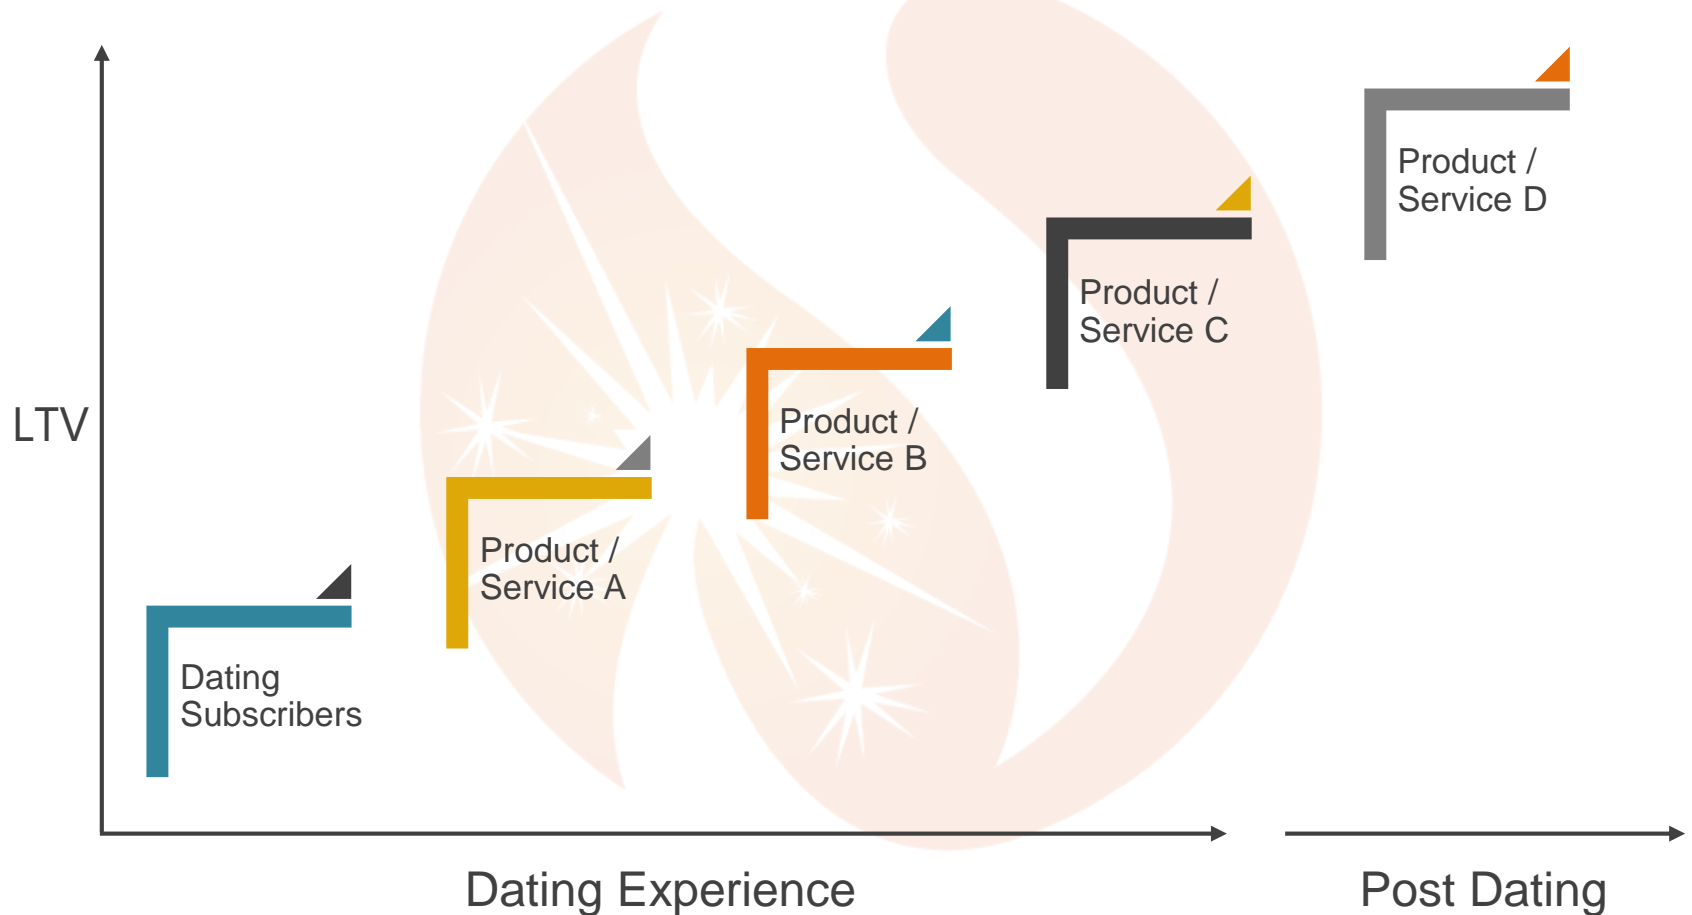 Product /
Service D
Product /
Service C
Product /
Service B
LTV
Product /
Service A
Dating
Subscribers
Dating Experience
Post Dating